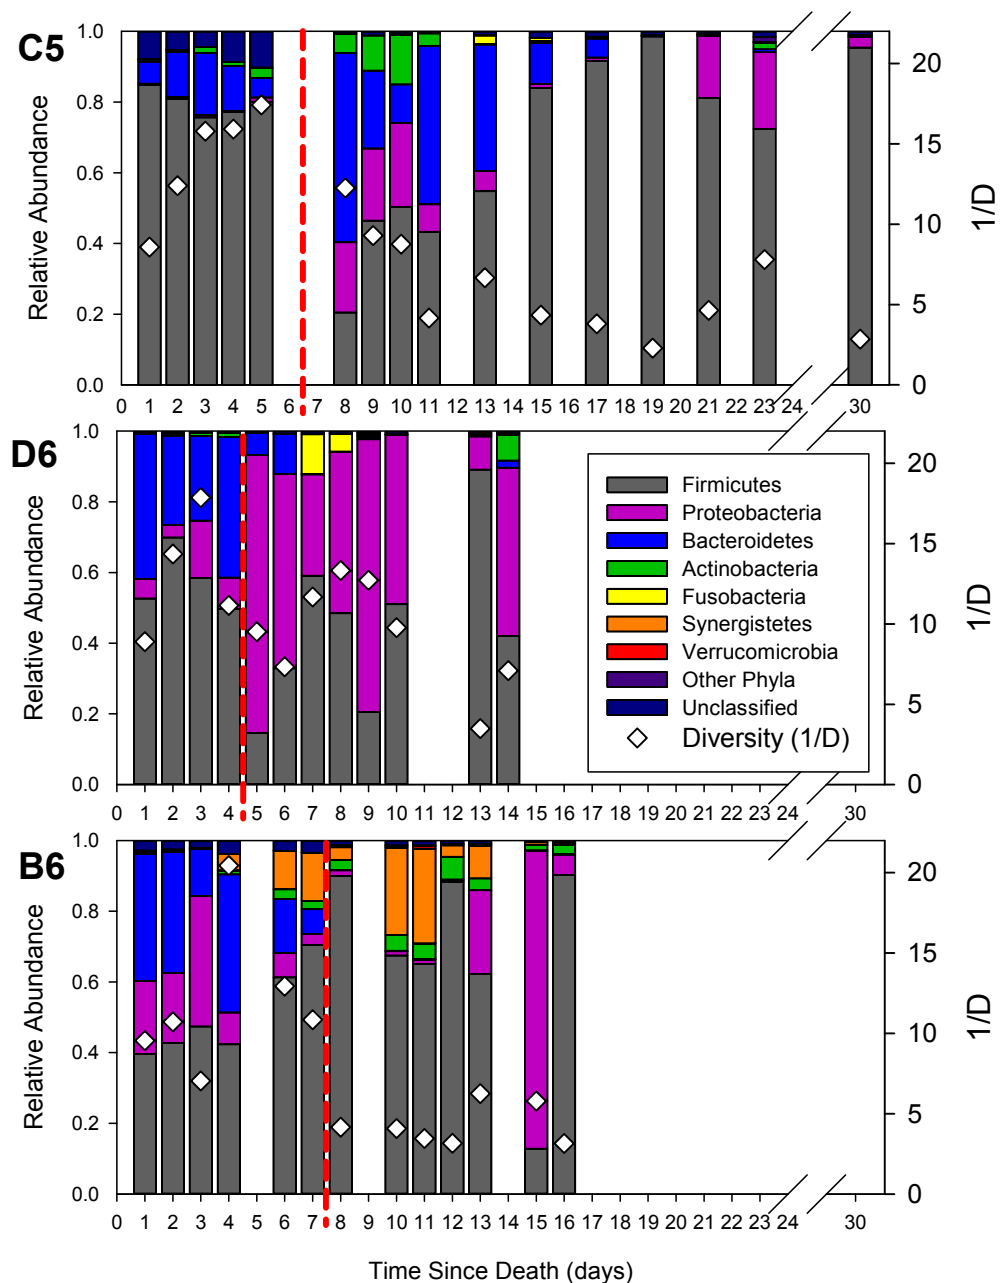 C5
Relative Abundance
1.0
0.8
0.6
0.4
0.2
0.0
20
15
10
5
0
1/D
0 1 2 3 4 5 6 7 8 9 10 11 12 13 14 15 16 17 18 19 20 21 22 23 24 30
D6
Relative Abundance
1.0
0.8
0.6
0.4
0.2
0.0
20
15
10
5
0
1/D
Firmicutes
Proteobacteria
Bacteroidetes
Actinobacteria
Fusobacteria
Synergistetes
Verrucomicrobia
Other Phyla
Unclassified
Diversity (1/D)
0 1 2 3 4 5 6 7 8 9 10 11 12 13 14 15 16 17 18 19 20 21 22 23 24 30
B6
Relative Abundance
1.0
0.8
0.6
0.4
0.2
0.0
20
15
10
5
0
1/D
0 1 2 3 4 5 6 7 8 9 10 11 12 13 14 15 16 17 18 19 20 21 22 23 24 30
Time Since Death (days)